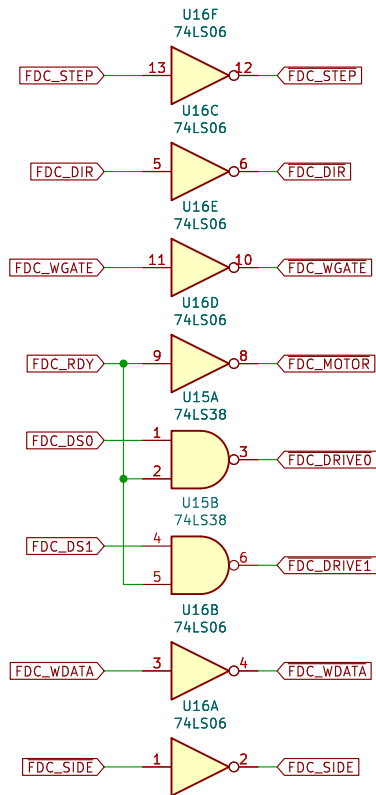 U16F
74LS06
FDC_STEP 13 12 FDC_STEP
U16C
74LS06
FDC_DIR 5 6 FDC_DIR
U16E
74LS06
FDC_WGATE 11 10 FDC_WGATE
U16D
74LS06
FDC_RDY 9 8 FDC_MOTOR
U15A
74LS38
FDC_DS0 1
3 FDC_DRIVE0
2
U15B
74LS38
FDC_DS1 4
6 FDC_DRIVE1
5
U16B
74LS06
FDC_WDATA 3 4 FDC_WDATA
U16A
74LS06
FDC_SIDE 1 2 FDC_SIDE